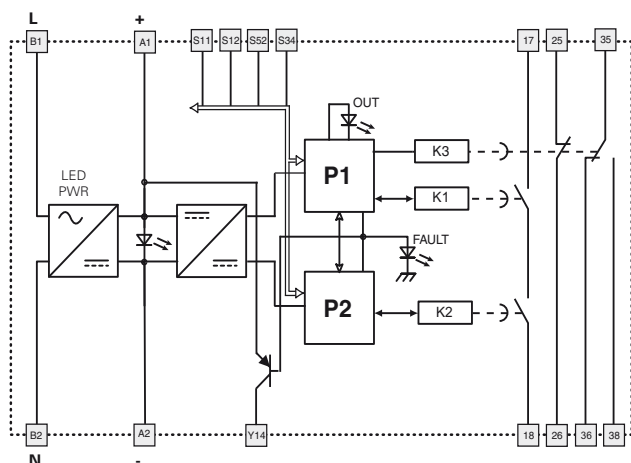 L +
B1 A1 S11 S12 S52 S34 17 25 35
OUT
LED
PWR
P1
K3
K1
FAULT
P2
K2
B2 A2 Y14 18 26 36 38
N -